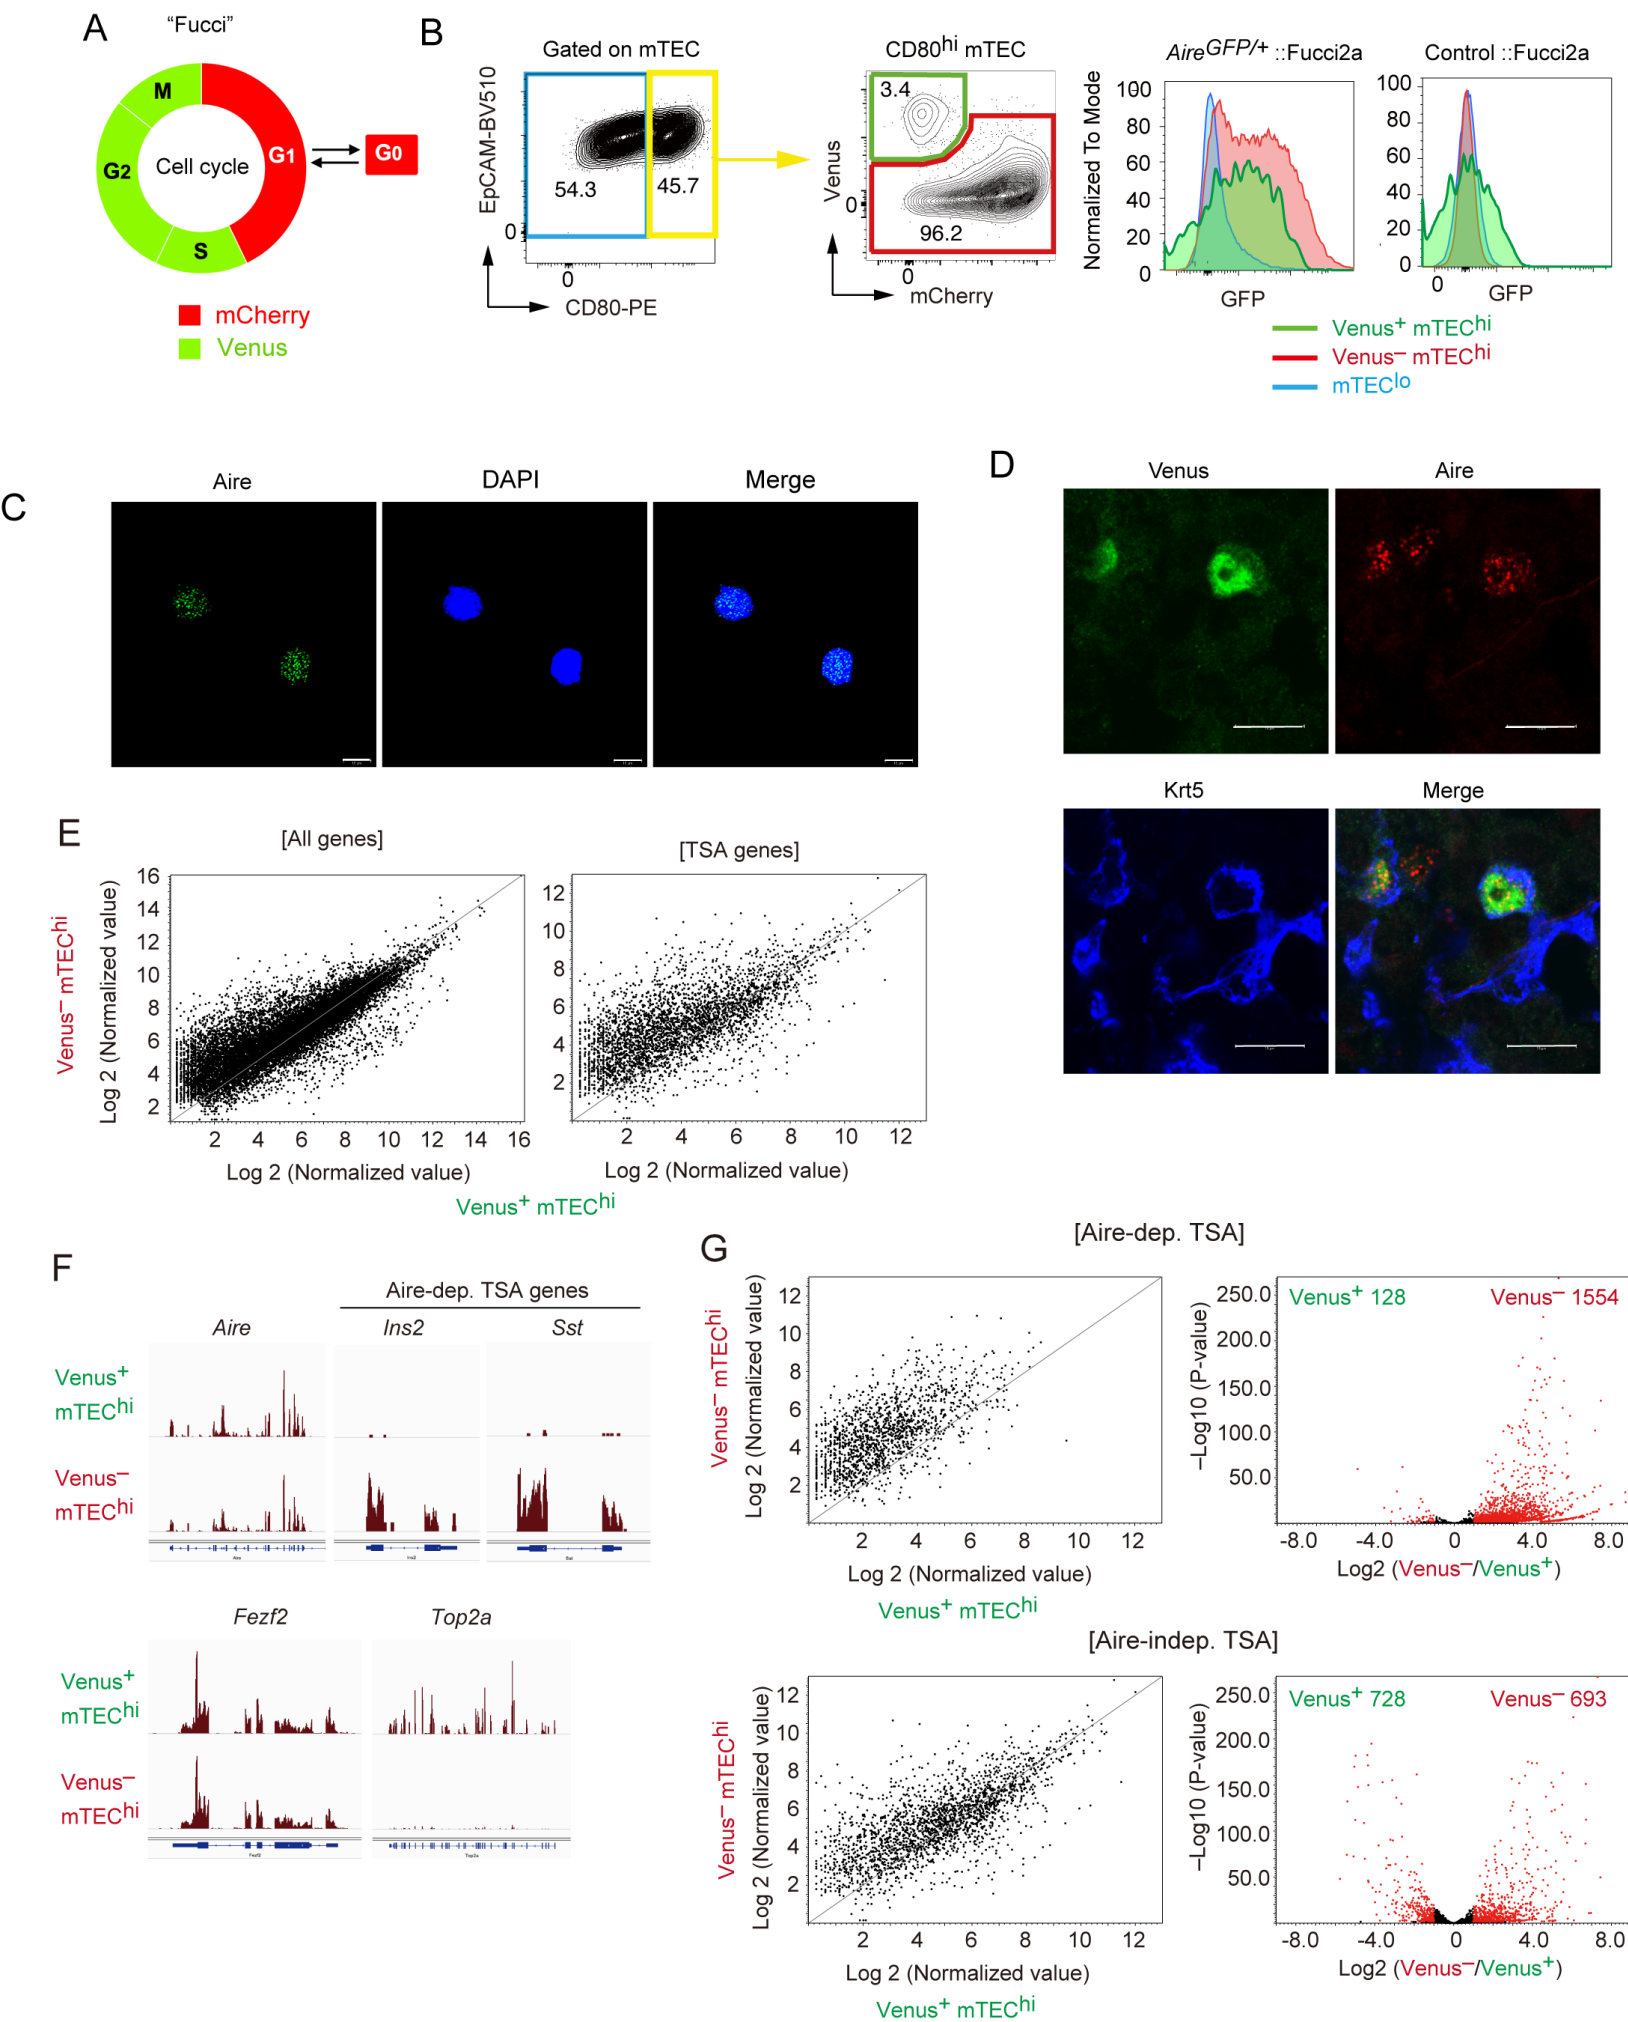 A
“Fucci”
M
G1
G0
G2
S
Cell cycle
mCherry
Venus
B
Gated on mTEC
EpCAM-BV510
54.3
45.7
0
0
CD80-PE
CD80hi mTEC
Venus
3.4
96.2
0
0
mCherry
AireGFP/+ ::Fucci2a
Normalized To Mode
100
80
60
40
20
0
GFP
Control ::Fucci2a
100
80
60
40
20
0
0
GFP
Venus+ mTEChi
Venus– mTEChi
mTEClo
C
Aire
DAPI
Merge
D
Venus
Aire
Krt5
Merge
E
[All genes]
Venus– mTEChi
Log 2 (Normalized value)
16
14
12
10
8
6
4
2
2 4 6 8 10 12 14 16
Log 2 (Normalized value)
[TSA genes]
12
10
8
6
4
2
2 4 6 8 10 12
Log 2 (Normalized value)
Venus+ mTEChi
F
Aire-dep. TSA genes
Aire
Ins2
Sst
Venus+
mTEChi
Venus–
mTEChi
Aire
Ins2
Sst
Fezf2
Top2a
Venus+
mTEChi
Venus–
mTEChi
Fezf2
Top2a
G
[Aire-dep. TSA]
Venus– mTEChi
Log 2 (Normalized value)
12
10
8
6
4
2
2 4 6 8 10 12
Log 2 (Normalized value)
Venus+ mTEChi
–Log10 (P-value)
250.0
200.0
150.0
100.0
50.0
Venus+ 128
Venus– 1554
-8.0 -4.0 0 4.0 8.0
Log2 (Venus–/Venus+)
[Aire-indep. TSA]
Venus– mTEChi
Log 2 (Normalized value)
12
10
8
6
4
2
2 4 6 8 10 12
Log 2 (Normalized value)
Venus+ mTEChi
–Log10 (P-value)
250.0
200.0
150.0
100.0
50.0
Venus+ 728
Venus– 693
-8.0 -4.0 0 4.0 8.0
Log2 (Venus–/Venus+)